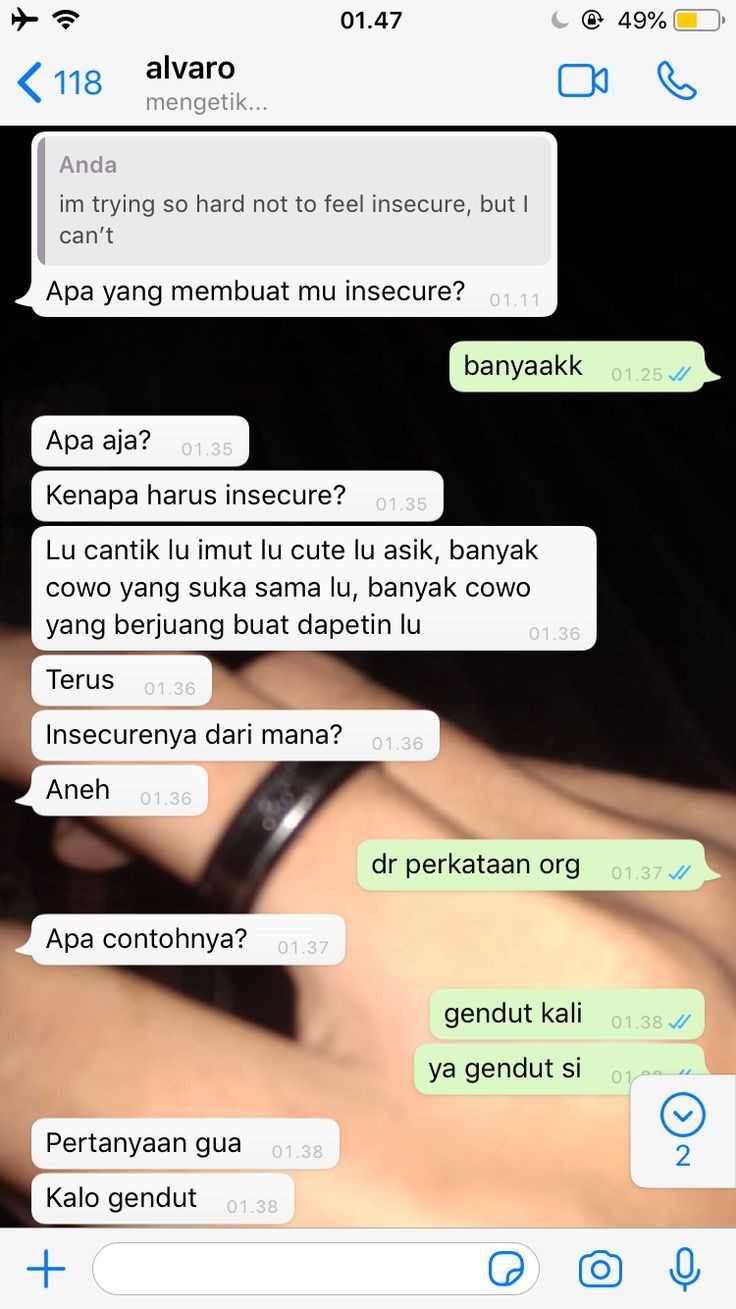 01.47
49%
118
alvaro
mengetik...
Anda
im trying so hard not to feel insecure, but I
can’t
Apa yang membuat mu insecure? 01.11
banyaakk 01.25
Apa aja? 01.35
Kenapa harus insecure? 01.35
Lu cantik lu imut lu cute lu asik, banyak
cowo yang suka sama lu, banyak cowo
yang berjuang buat dapetin lu 01.36
Terus 01.36
Insecurenya dari mana? 01.36
Aneh 01.36
dr perkataan org 01.37
Apa contohnya? 01.37
gendut kali 01.38
ya gendut si
2
Pertanyaan gua 01.38
Kalo gendut 01.38